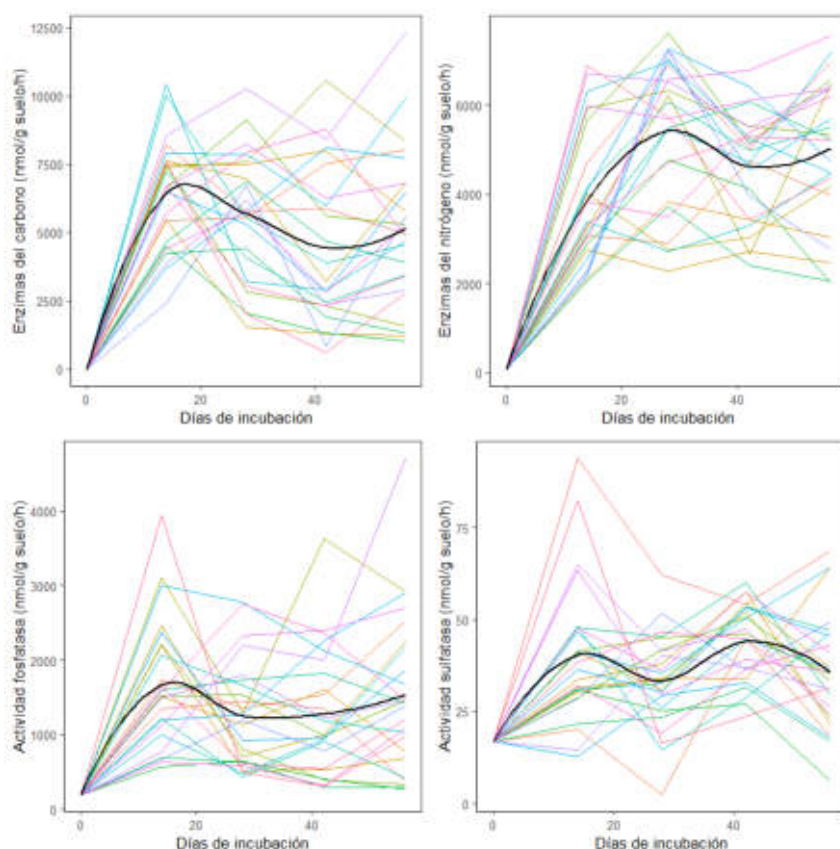 Enzimas del carbono (nmol/g suelo/h)
12500
10000
7500
5000
2500
0
0 20 40
Días de incubación
Enzimas del nitrógeno (nmol/g suelo/h)
6000
4000
2000
0
0 20 40
Días de incubación
Actividad fosfatasa (nmol/g suelo/h)
4000
3000
2000
1000
0
0 20 40
Días de incubación
Actividad sulfatasa (nmol/g suelo/h)
75
50
25
0
0 20 40
Días de incubación